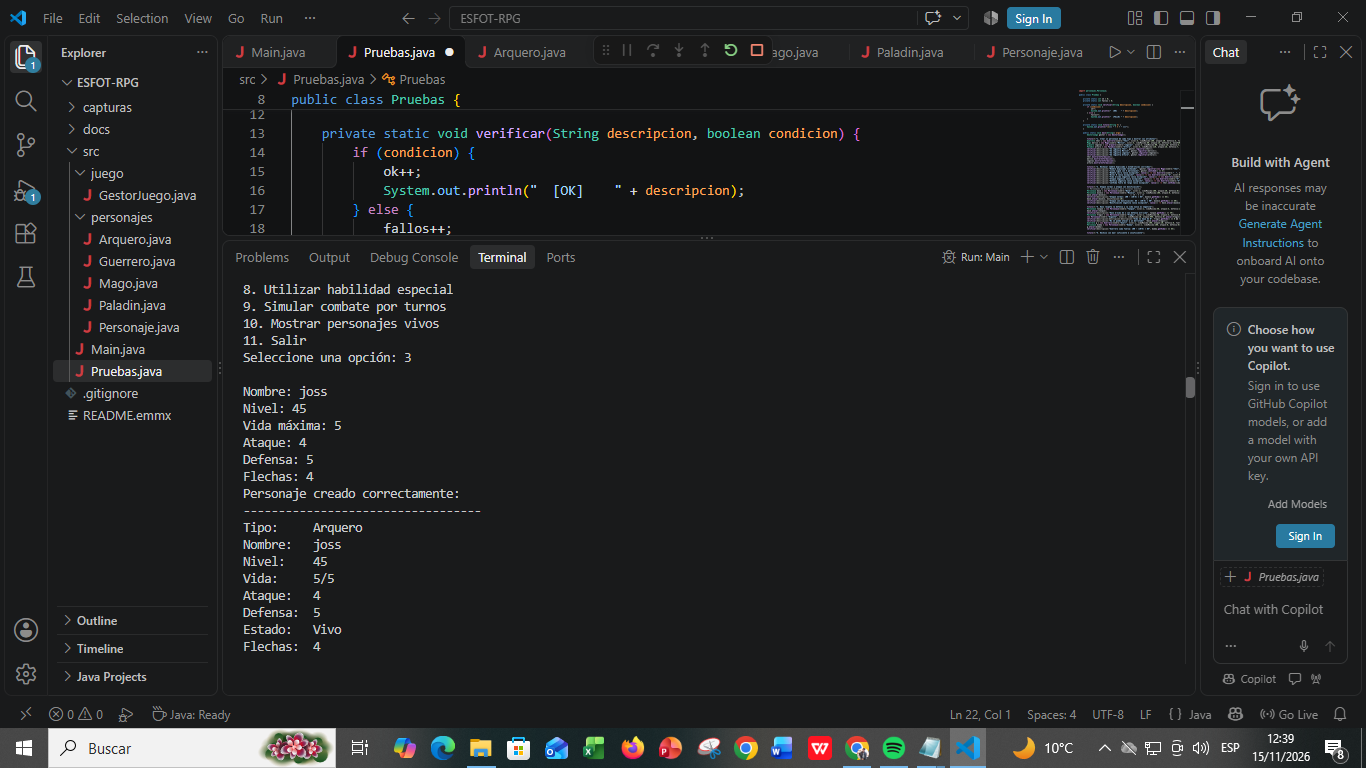 File Edit Selection View Go Run ··· ESFOT-RPG Sign In
Explorer ···
ESFOT-RPG
capturas
docs
src
juego
GestorJuego.java
personajes
Arquero.java
Guerrero.java
Mago.java
Paladin.java
Personaje.java
Main.java
Pruebas.java
.gitignore
README.emmx
Outline
Timeline
Java Projects
Main.java Pruebas.java Arquero.java ago.java Paladin.java Personaje.java
src > Pruebas.java > Pruebas
8 public class Pruebas {
12
13 private static void verificar(String descripcion, boolean condicion) {
14 if (condicion) {
15 ok++;
16 System.out.println("  [OK]    " + descripcion);
17 } else {
18 fallos++;
Problems Output Debug Console Terminal Ports Run: Main
8. Utilizar habilidad especial
9. Simular combate por turnos
10. Mostrar personajes vivos
11. Salir
Seleccione una opción: 3
Nombre: joss
Nivel: 45
Vida máxima: 5
Ataque: 4
Defensa: 5
Flechas: 4
Personaje creado correctamente:
----------------------------------
Tipo: Arquero
Nombre: joss
Nivel: 45
Vida: 5/5
Ataque: 4
Defensa: 5
Estado: Vivo
Flechas: 4
Chat ···
Build with Agent
AI responses may
be inaccurate
Generate Agent
Instructions to
onboard AI onto
your codebase.
Choose how
you want to use
Copilot.
Sign in to use
GitHub Copilot
models, or add
a model with
your own API
key.
Add Models
Sign In
Pruebas.java
Chat with Copilot
···
Copilot
0 0 Java: Ready Ln 22, Col 1 Spaces: 4 UTF-8 LF { } Java Go Live
Buscar 10°C ESP 12:39
15/11/2026 8